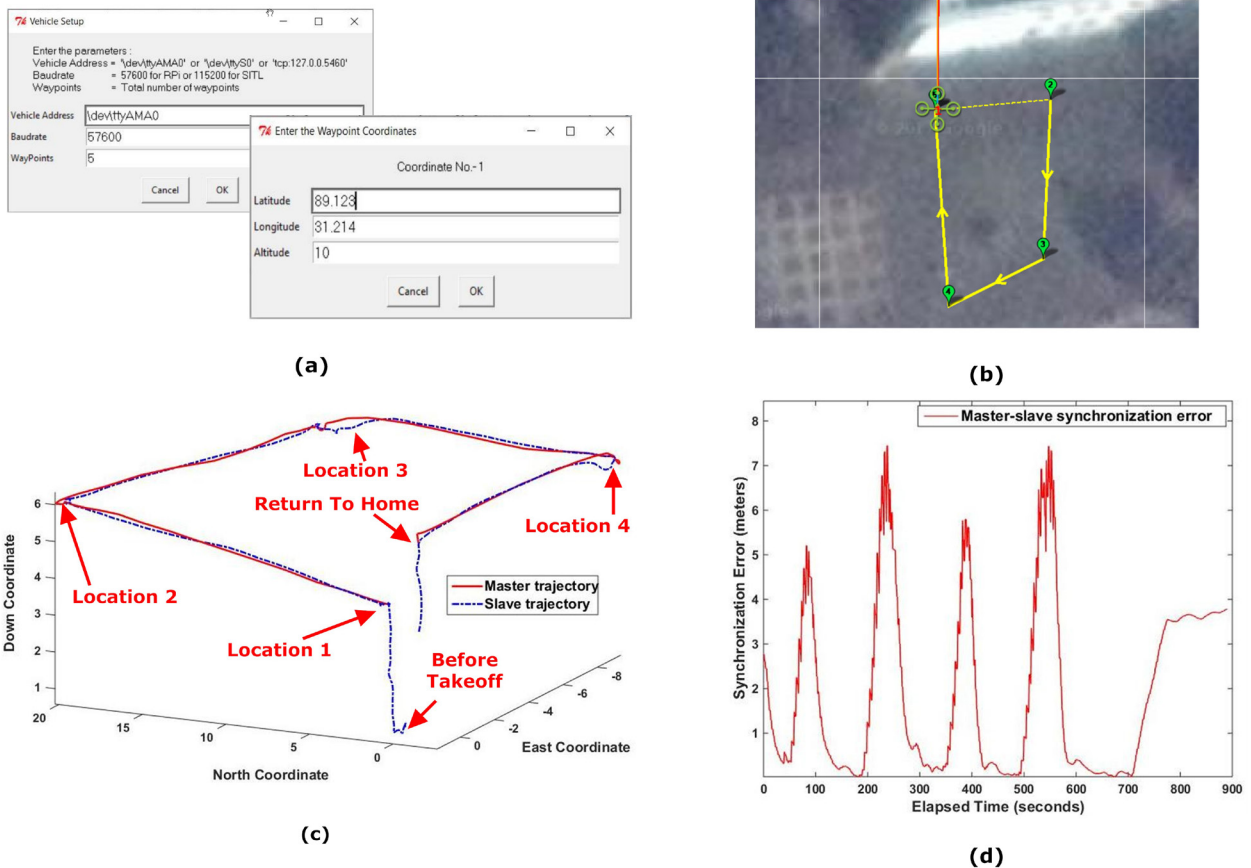 Vehicle Setup
Enter the parameters :
Vehicle Address = '\dev\ttyAMA0' or '\dev\ttyS0' or 'tcp:127.0.0.5460'
Baudrate = 57600 for RPi or 115200 for SITL
Waypoints = Total number of waypoints
Vehicle Address \dev\ttyAMA0
Baudrate 57600
WayPoints 5
Cancel OK
Enter the Waypoint Coordinates
Coordinate No.-1
Latitude 89.123
Longitude 31.214
Altitude 10
Cancel OK
(a)
2
3
4
(b)
Location 3
Return To Home
Location 4
Location 2
Location 1
Before
Takeoff
Master trajectory
Slave trajectory
Down Coordinate
6
5
4
3
2
1
20
15
10
5
0
North Coordinate
0
-2
-4
-6
-8
East Coordinate
(c)
Master-slave synchronization error
Synchronization Error (meters)
8
7
6
5
4
3
2
1
0 100 200 300 400 500 600 700 800 900
Elapsed Time (seconds)
(d)